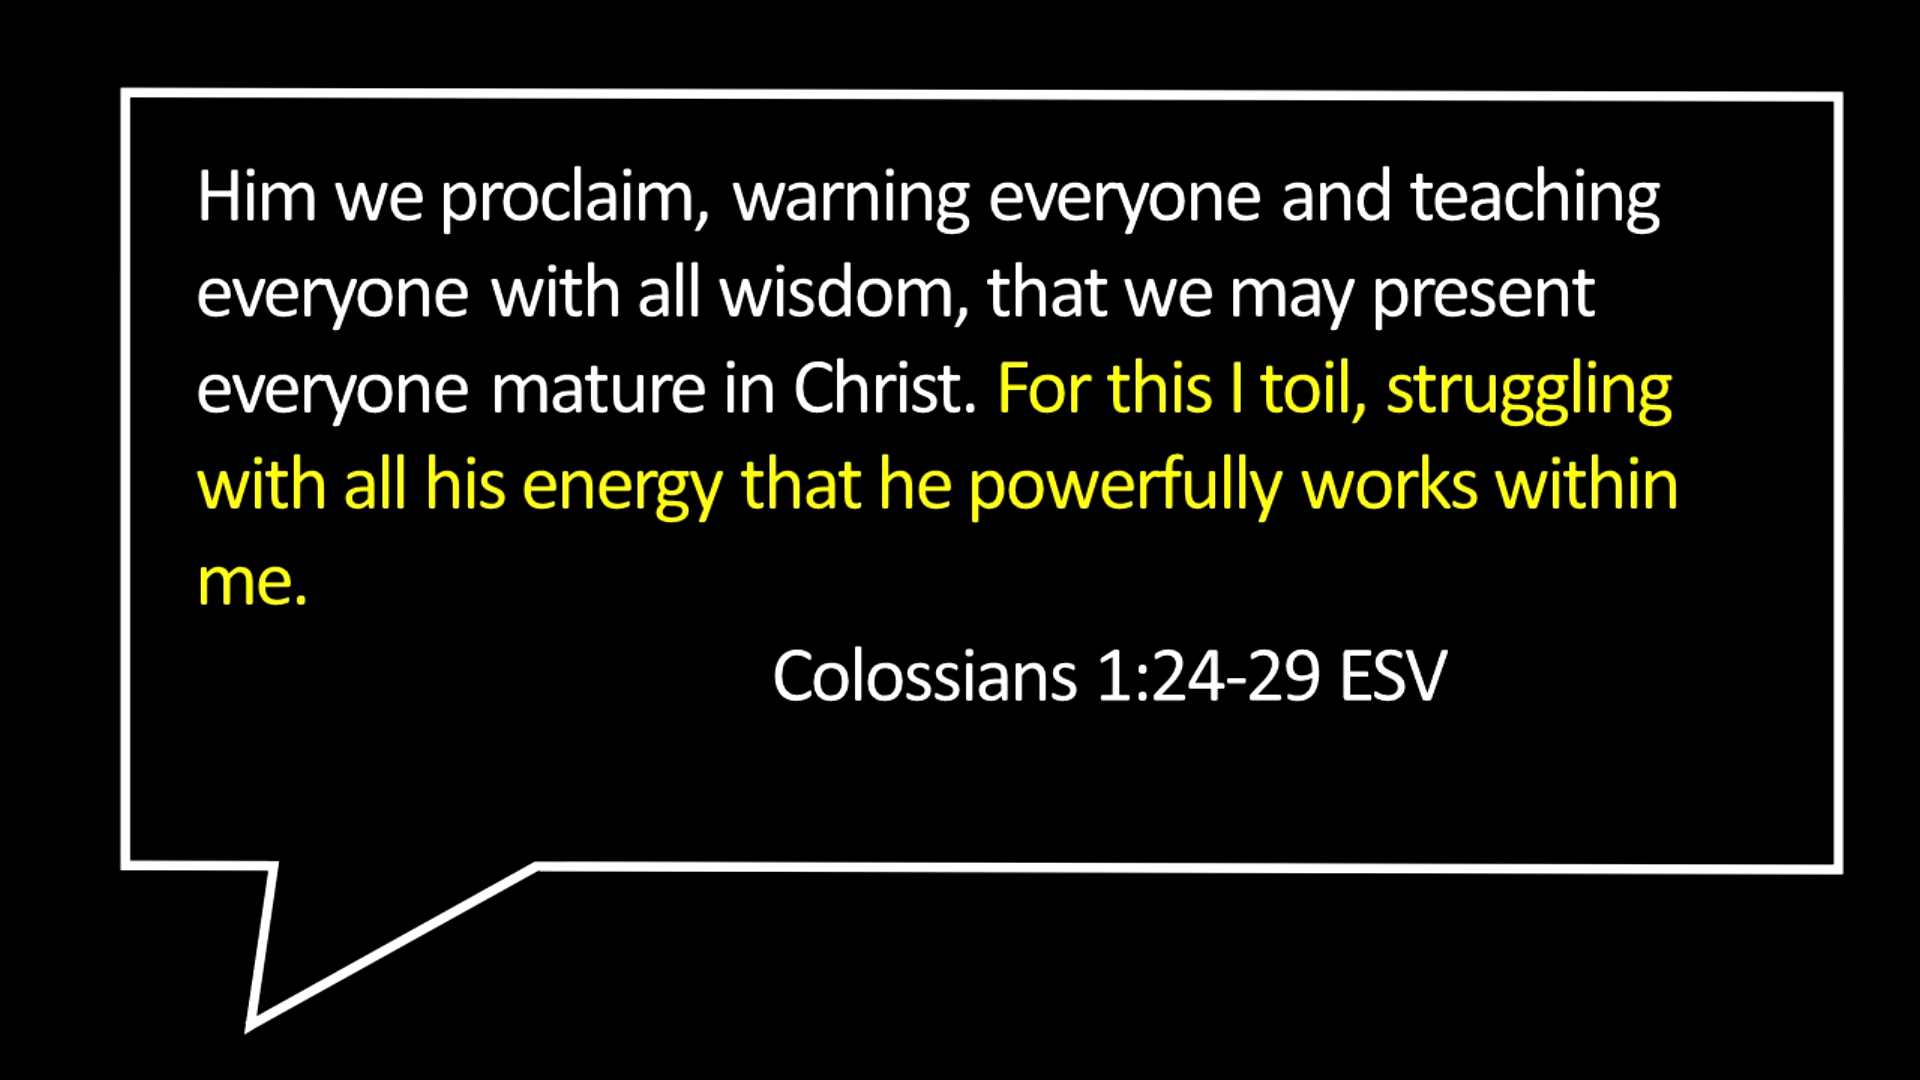 Him we proclaim, warning everyone and teaching
everyone with all wisdom, that we may present
everyone mature in Christ. For this I toil, struggling
with all his energy that he powerfully works within
me.
Colossians 1:24-29 ESV